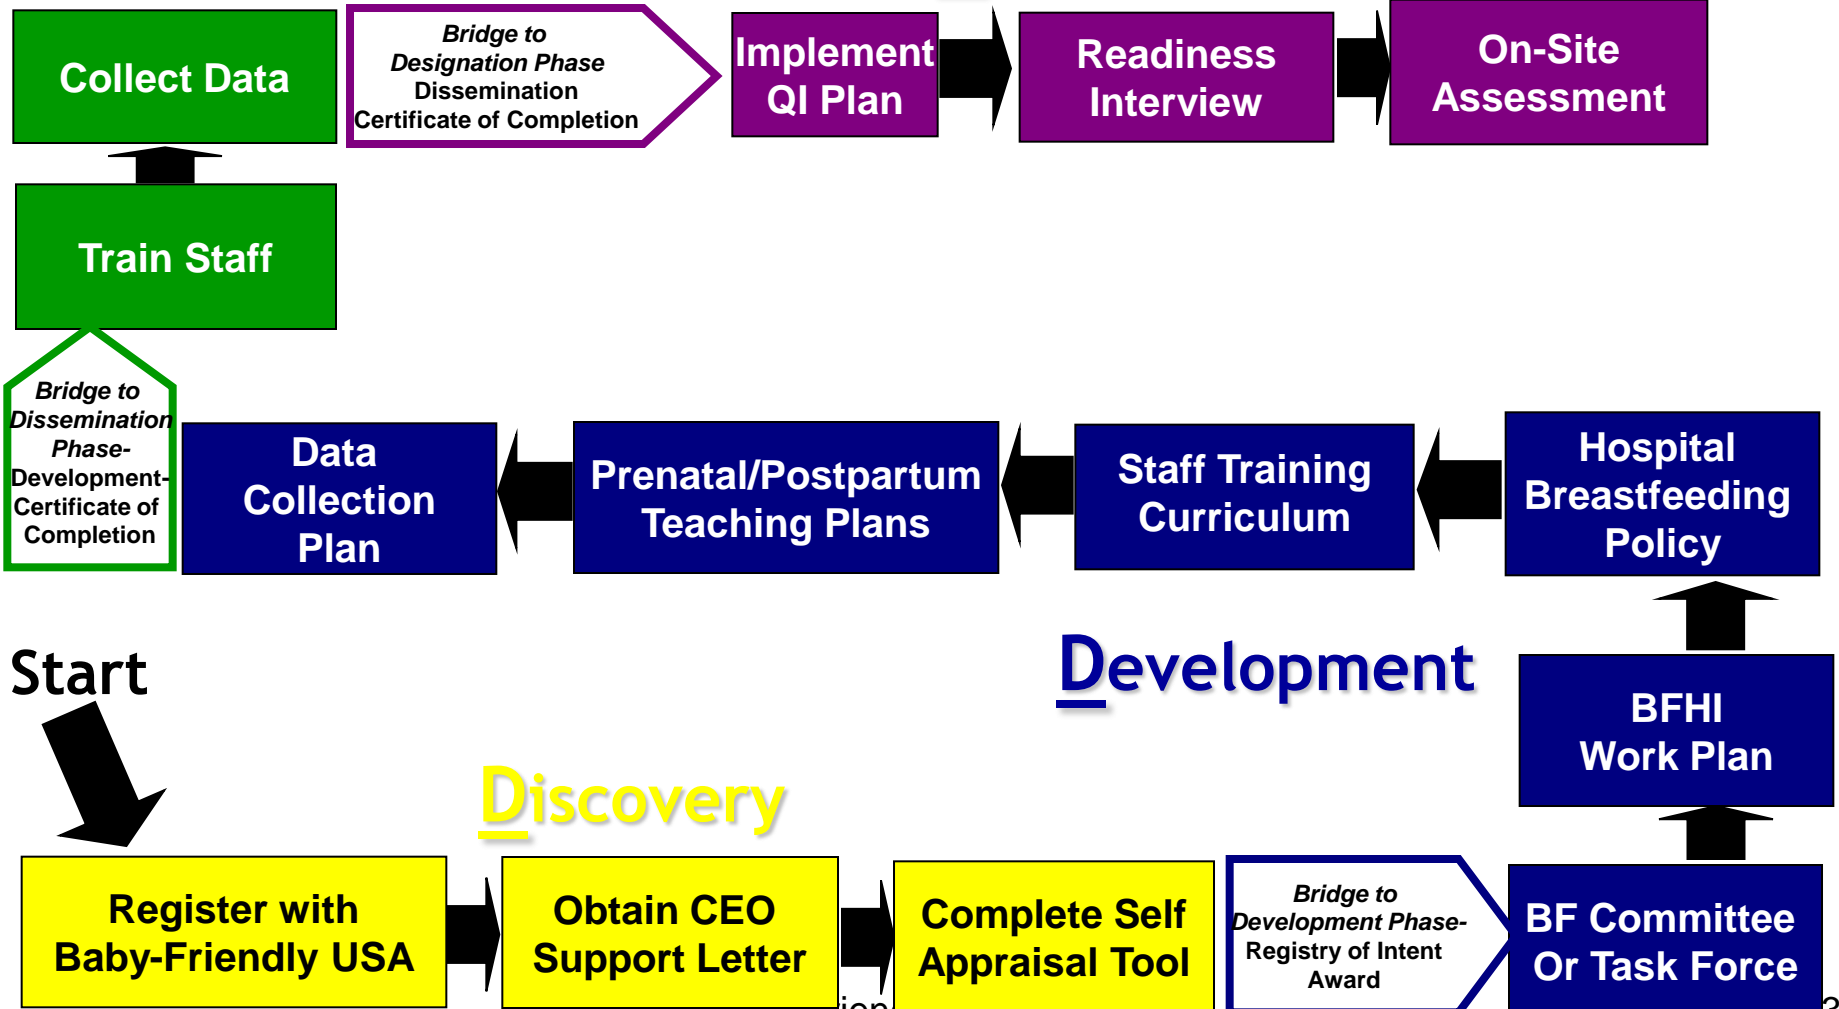 Collect Data
Bridge to
Designation Phase
Dissemination
Certificate of Completion
Implement
QI Plan
Readiness
Interview
On-Site
Assessment
Train Staff
Bridge to
Dissemination
Phase-
Development-
Certificate of
Completion
Data
Collection
Plan
Prenatal/Postpartum
Teaching Plans
Staff Training
Curriculum
Hospital
Breastfeeding
Policy
Start
Development
BFHI
Work Plan
Discovery
Register with
Baby-Friendly USA
Obtain CEO
Support Letter
Complete Self
Appraisal Tool
Bridge to
Development Phase-
Registry of Intent
Award
BF Committee
Or Task Force